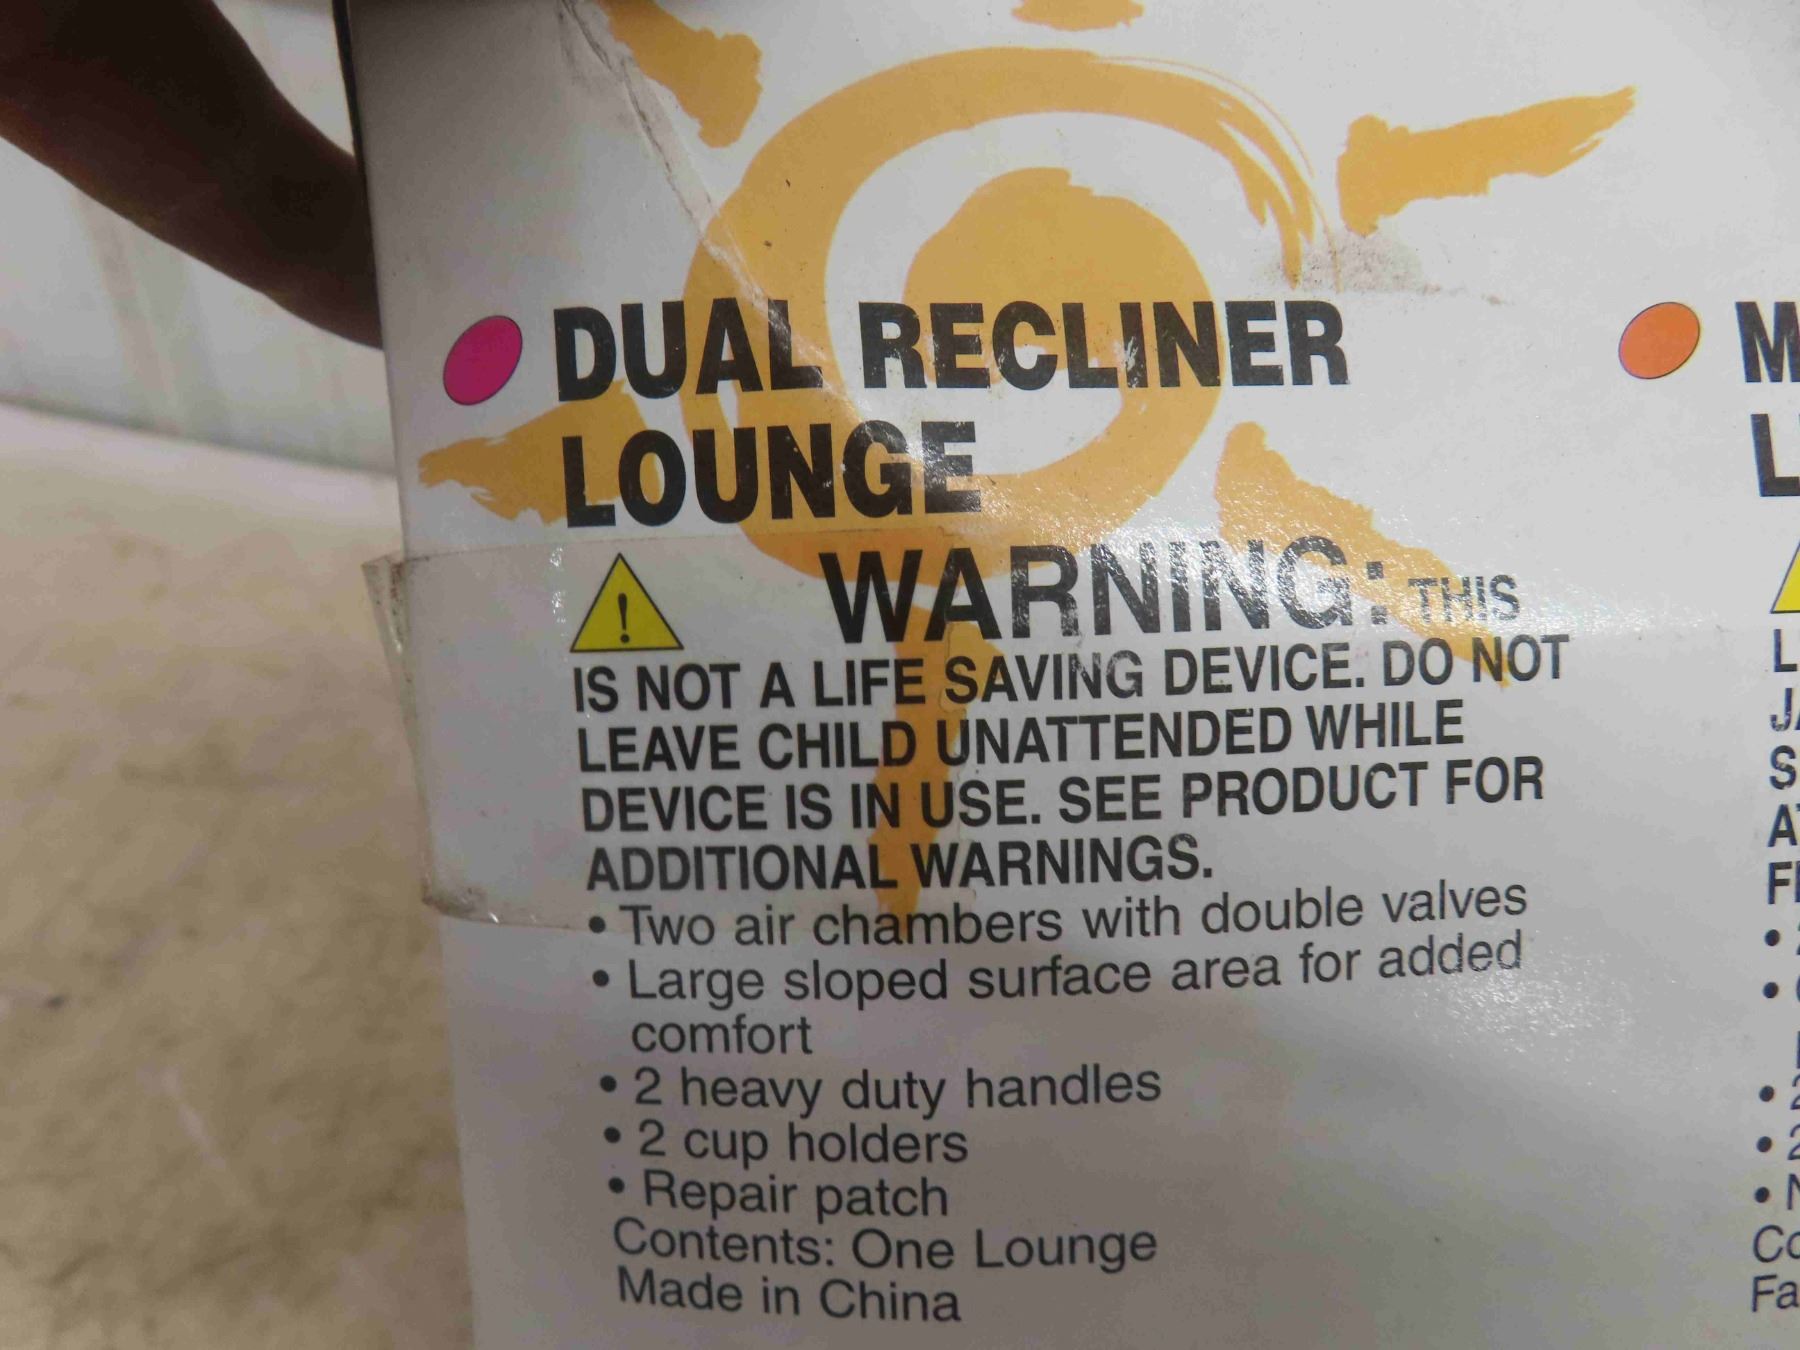 DUAL RECLINER
LOUNGE
WARNING: THIS
IS NOT A LIFE SAVING DEVICE. DO NOT
LEAVE CHILD UNATTENDED WHILE
DEVICE IS IN USE. SEE PRODUCT FOR
ADDITIONAL WARNINGS.
• Two air chambers with double valves
• Large sloped surface area for added
comfort
• 2 heavy duty handles
• 2 cup holders
• Repair patch
Contents: One Lounge
Made in China